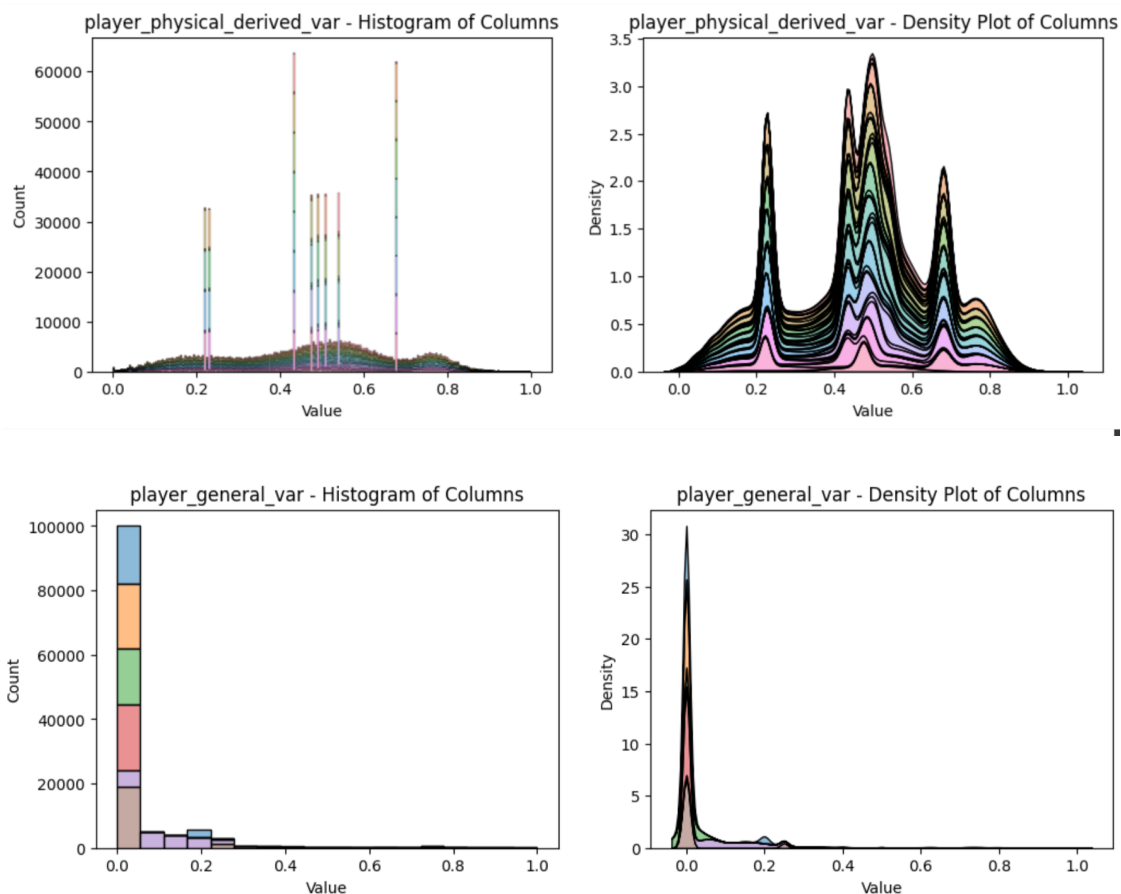 player_physical_derived_var - Histogram of Columns
60000
50000
40000
30000
20000
10000
0
Count
0.0 0.2 0.4 0.6 0.8 1.0
Value
player_physical_derived_var - Density Plot of Columns
3.5
3.0
2.5
2.0
1.5
1.0
0.5
0.0
Density
0.0 0.2 0.4 0.6 0.8 1.0
Value
player_general_var - Histogram of Columns
100000
80000
60000
40000
20000
0
Count
0.0 0.2 0.4 0.6 0.8 1.0
Value
player_general_var - Density Plot of Columns
30
25
20
15
10
5
0
Density
0.0 0.2 0.4 0.6 0.8 1.0
Value